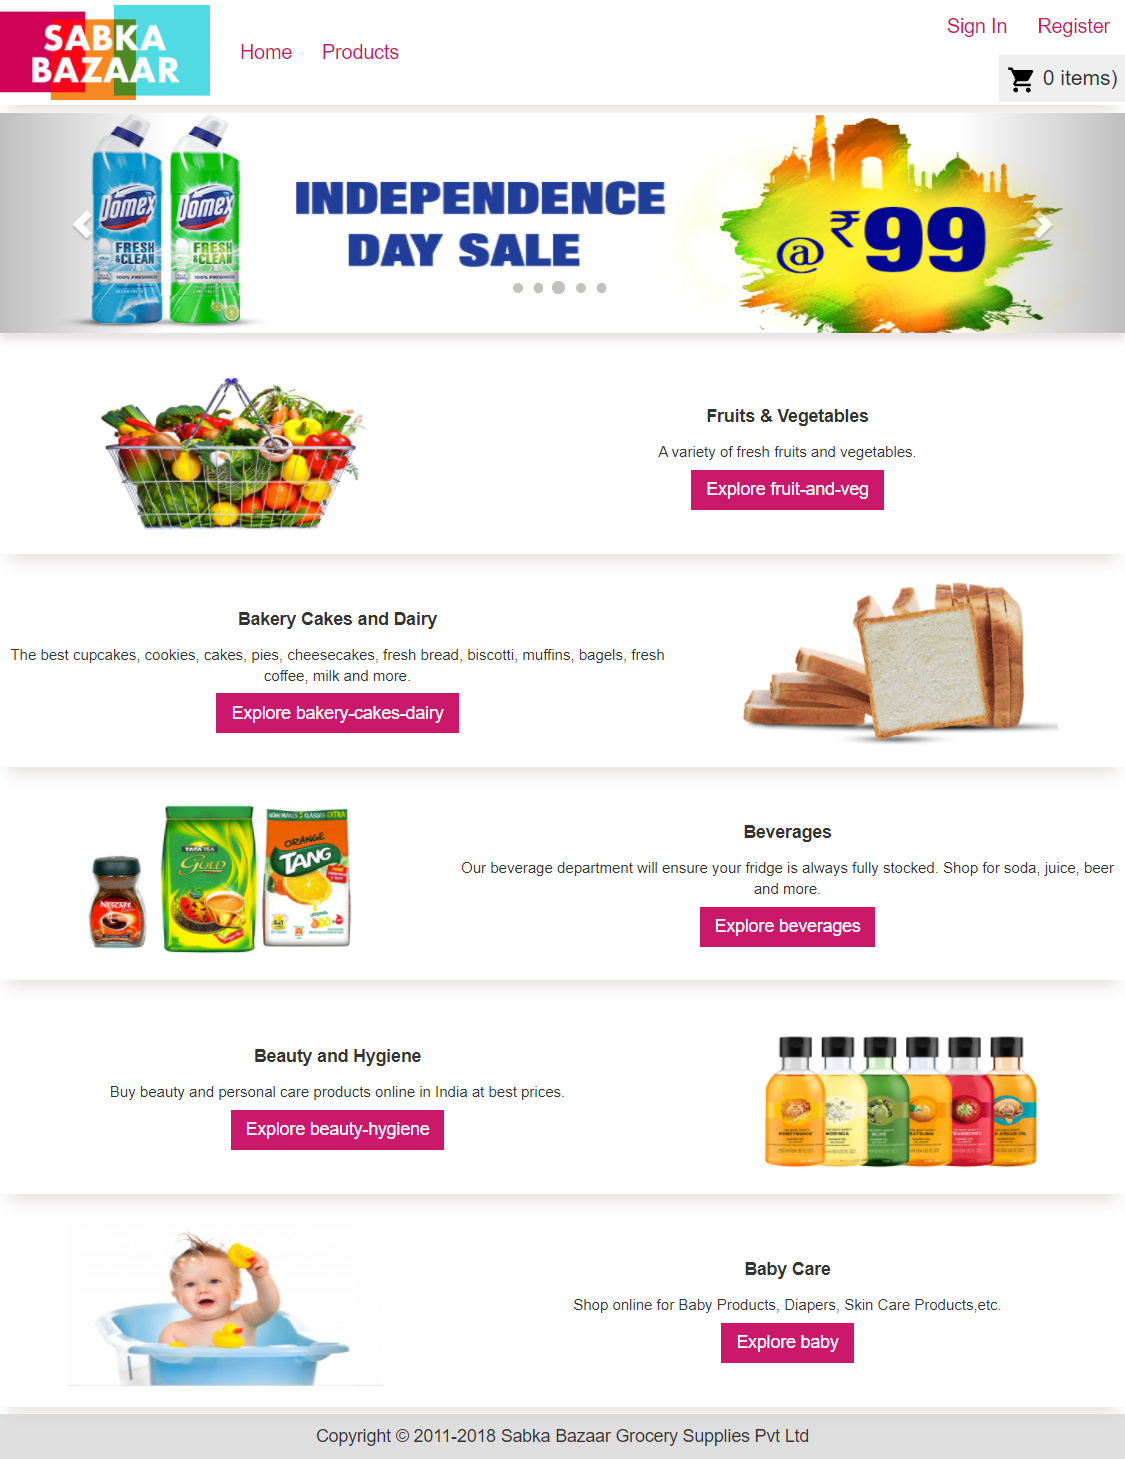 SABKA
BAZAAR
Home
Products
Sign In
Register
0 items)
Domex
FRESH
&CLEAN
100% FRESHNESS
Domex
FRESH
&CLEAN
100% FRESHNESS
INDEPENDENCE
DAY SALE
@ ₹99
Fruits & Vegetables
A variety of fresh fruits and vegetables.
Explore fruit-and-veg
Bakery Cakes and Dairy
The best cupcakes, cookies, cakes, pies, cheesecakes, fresh bread, biscotti, muffins, bagels, fresh
coffee, milk and more.
Explore bakery-cakes-dairy
NESCAFE
TATA TEA
GOLD
ORANGE
TANG
Beverages
Our beverage department will ensure your fridge is always fully stocked. Shop for soda, juice, beer
and more.
Explore beverages
Beauty and Hygiene
Buy beauty and personal care products online in India at best prices.
Explore beauty-hygiene
MORINGA
OLIVE
Baby Care
Shop online for Baby Products, Diapers, Skin Care Products,etc.
Explore baby
Copyright © 2011-2018 Sabka Bazaar Grocery Supplies Pvt Ltd